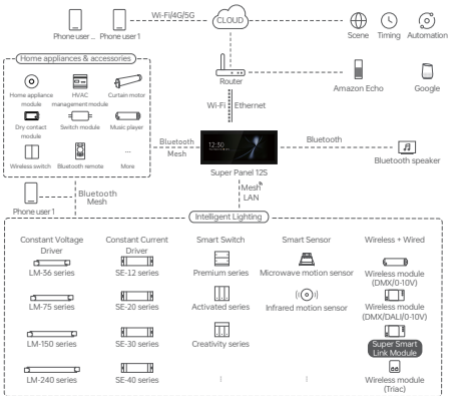 Wi-Fi/4G/5G
CLOUD
Phone user ... Phone user 1
Scene Timing Automation
Home appliances & accessories
Router
Amazon Echo Google
Home appliance module
HVAC management module
Curtain motor
Wi-Fi Ethernet
Dry contact module
Switch module
Music player
Bluetooth Mesh
12:30
Bluetooth
Bluetooth speaker
Wireless switch Bluetooth remote More
Super Panel 12S
Phone user 1
Bluetooth Mesh
Mesh
LAN
Intelligent Lighting
Constant Voltage Driver
Constant Current Driver
Smart Switch
Smart Sensor
Wireless + Wired
LM-36 series
SE-12 series
Premium series
Microwave motion sensor
Wireless module (DMX/0-10V)
LM-75 series
SE-20 series
Activated series
Infrared motion sensor
Wireless module (DMX/DALI/0-10V)
LM-150 series
SE-30 series
Creativity series
Super Smart Link Module
LM-240 series
SE-40 series
Wireless module (Triac)